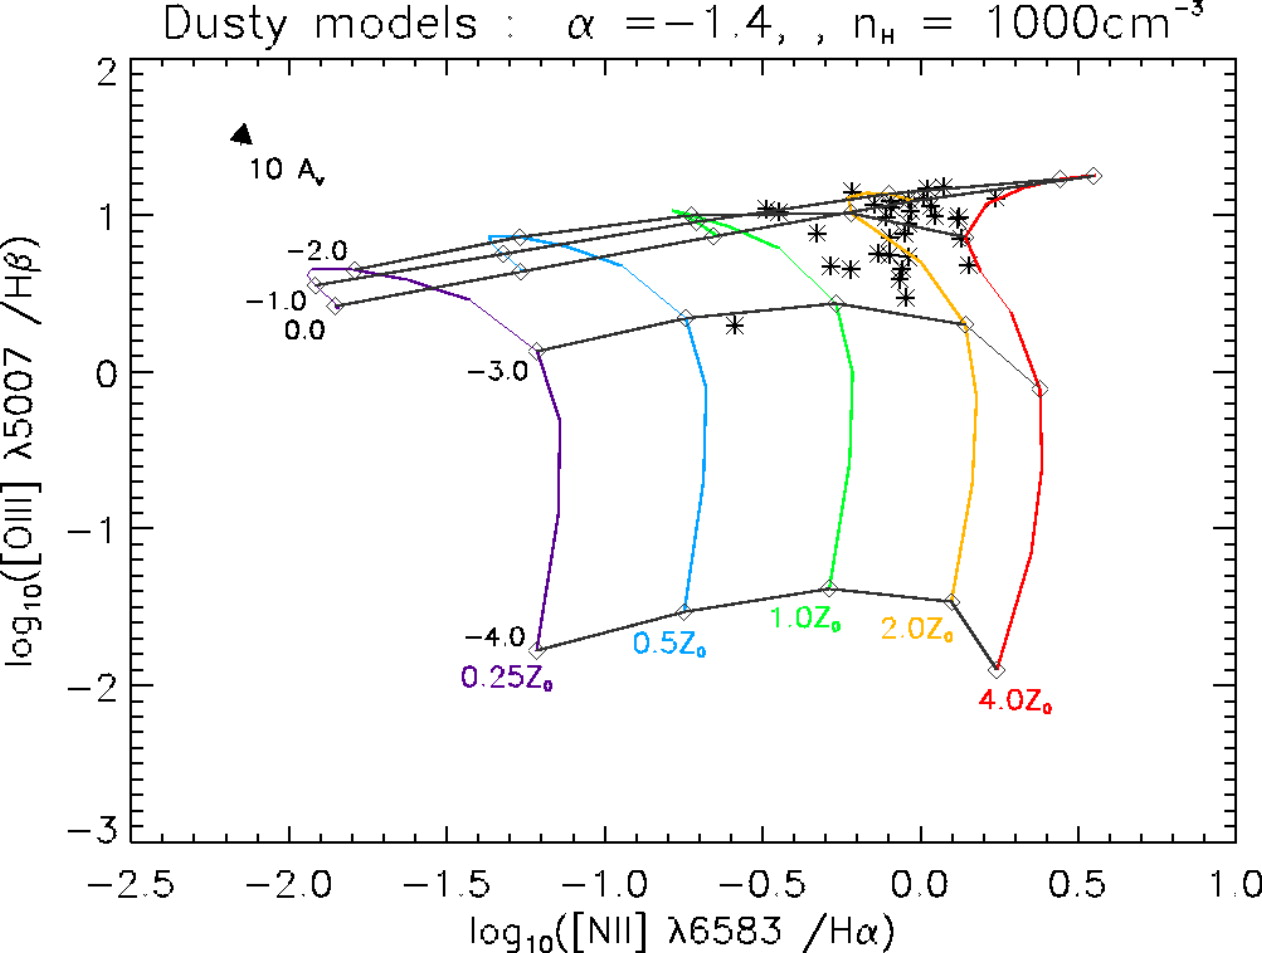 Dusty models : α =−1.4, , n_H = 1000cm⁻³
2
10 A_v
1
−2.0
−1.0
0.0
0
−3.0
−1
−4.0
1.0Z₀
2.0Z₀
0.5Z₀
0.25Z₀
−2
4.0Z₀
−3
−2.5 −2.0 −1.5 −1.0 −0.5 0.0 0.5 1.0
log₁₀([NII] λ6583 /Hα)
log₁₀([OIII] λ5007 /Hβ)